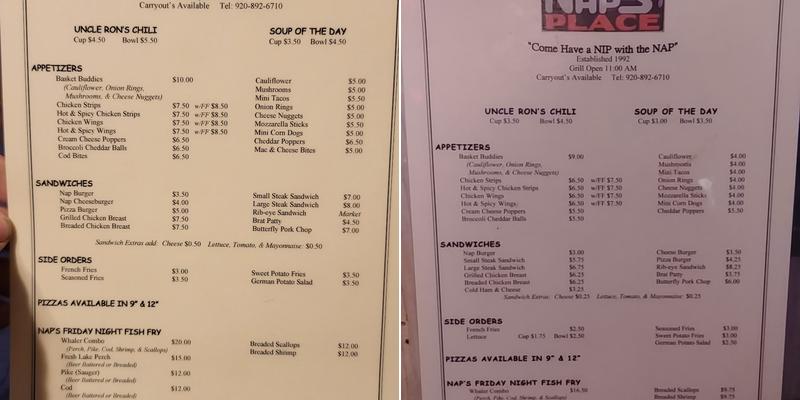 Carryout's Available Tel: 920-892-6710
UNCLE RON'S CHILI
Cup $4.50 Bowl $5.50
SOUP OF THE DAY
Cup $3.50 Bowl $4.50
APPETIZERS
Basket Buddies $10.00
(Cauliflower, Onion Rings,
Mushrooms, & Cheese Nuggets)
Chicken Strips $7.50 w/FF $8.50
Hot & Spicy Chicken Strips $7.50 w/FF $8.50
Chicken Wings $7.50 w/FF $8.50
Hot & Spicy Wings $7.50 w/FF $8.50
Cream Cheese Poppers $6.50
Broccoli Cheddar Balls $6.50
Cod Bites $6.50
Cauliflower $5.00
Mushrooms $5.00
Mini Tacos $5.50
Onion Rings $5.00
Cheese Nuggets $5.00
Mozzarella Sticks $5.50
Mini Corn Dogs $5.00
Cheddar Poppers $6.50
Mac & Cheese Bites $5.00
SANDWICHES
Nap Burger $3.50
Nap Cheeseburger $4.00
Pizza Burger $5.00
Grilled Chicken Breast $7.50
Breaded Chicken Breast $7.50
Small Steak Sandwich $7.00
Large Steak Sandwich $8.00
Rib-eye Sandwich Market
Brat Patty $4.50
Butterfly Pork Chop $7.00
Sandwich Extras add: Cheese $0.50 Lettuce, Tomato, & Mayonnaise: $0.50
SIDE ORDERS
French Fries $3.00
Seasoned Fries $3.50
Sweet Potato Fries $3.50
German Potato Salad $3.50
PIZZAS AVAILABLE IN 9" & 12"
NAP'S FRIDAY NIGHT FISH FRY
Whaler Combo $20.00
(Perch, Pike, Cod, Shrimp, & Scallops)
Fresh Lake Perch $15.00
(Beer Battered or Breaded)
Pike (Sauger) $12.00
(Beer Battered or Breaded)
Cod $12.00
(Beer Battered or Breaded)
Breaded Scallops $12.00
Breaded Shrimp $12.00
NAPS'
PLACE
"Come Have a NIP with the NAP"
Established 1992
Grill Open 11:00 AM
Carryout's Available Tel: 920-892-6710
UNCLE RON'S CHILI
Cup $3.50 Bowl $4.50
SOUP OF THE DAY
Cup $3.00 Bowl $3.50
APPETIZERS
Basket Buddies $9.00
(Cauliflower, Onion Rings,
Mushrooms, & Cheese Nuggets)
Chicken Strips $6.50 w/FF $7.50
Hot & Spicy Chicken Strips $6.50 w/FF $7.50
Chicken Wings $6.50 w/FF $7.50
Hot & Spicy Wings $6.50 w/FF $7.50
Cream Cheese Poppers $5.50
Broccoli Cheddar Balls $5.50
Cauliflower $4.00
Mushrooms $4.00
Mini Tacos $4.00
Onion Rings $4.00
Cheese Nuggets $4.00
Mozzarella Sticks $4.00
Mini Corn Dogs $4.00
Cheddar Poppers $5.50
SANDWICHES
Nap Burger $3.00
Small Steak Sandwich $5.75
Large Steak Sandwich $6.75
Grilled Chicken Breast $6.25
Breaded Chicken Breast $6.25
Cold Ham & Cheese $3.25
Cheese Burger $3.50
Pizza Burger $4.25
Rib-eye Sandwich $8.25
Brat Patty $3.75
Butterfly Pork Chop $6.00
Sandwich Extras: Cheese $0.25 Lettuce, Tomato, & Mayonnaise: $0.25
SIDE ORDERS
French Fries $2.50
Lettuce Cup $1.75 Bowl $2.50
Seasoned Fries $3.00
Sweet Potato Fries $3.00
German Potato Salad $2.50
PIZZAS AVAILABLE IN 9" & 12"
NAP'S FRIDAY NIGHT FISH FRY
Whaler Combo $16.50
(Perch, Pike, Cod, Shrimp, & Scallops)
Breaded Scallops $9.75
Breaded Shrimp $9.75